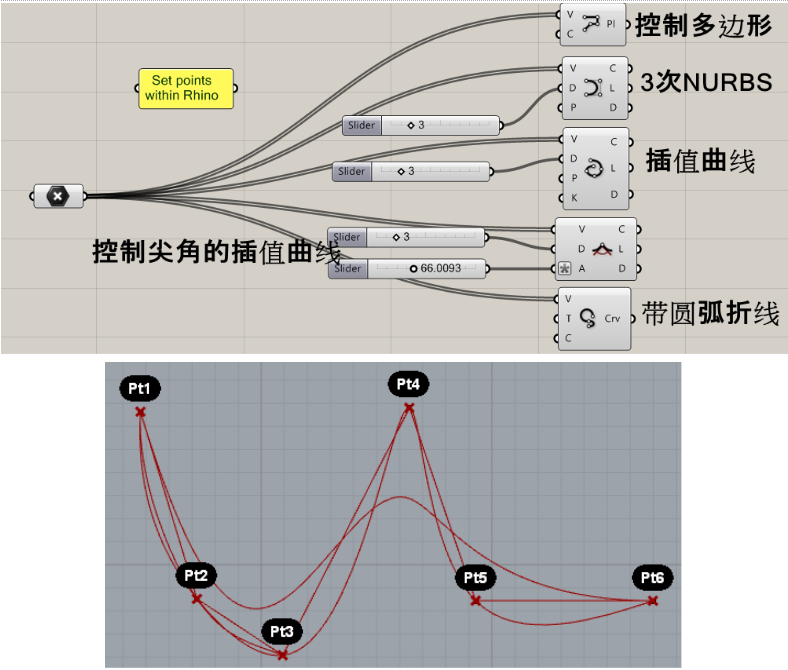 V
C
Pl
控制多边形
Set points
within Rhino
V
D
P
C
L
D
3次NURBS
Slider
3
V
D
P
K
C
L
D
插值曲线
Slider
3
控制尖角的插值曲线
Slider
3
Slider
66.0093
V
D
A
C
L
D
V
T
C
Crv
带圆弧折线
Pt1
Pt4
Pt2
Pt5
Pt6
Pt3